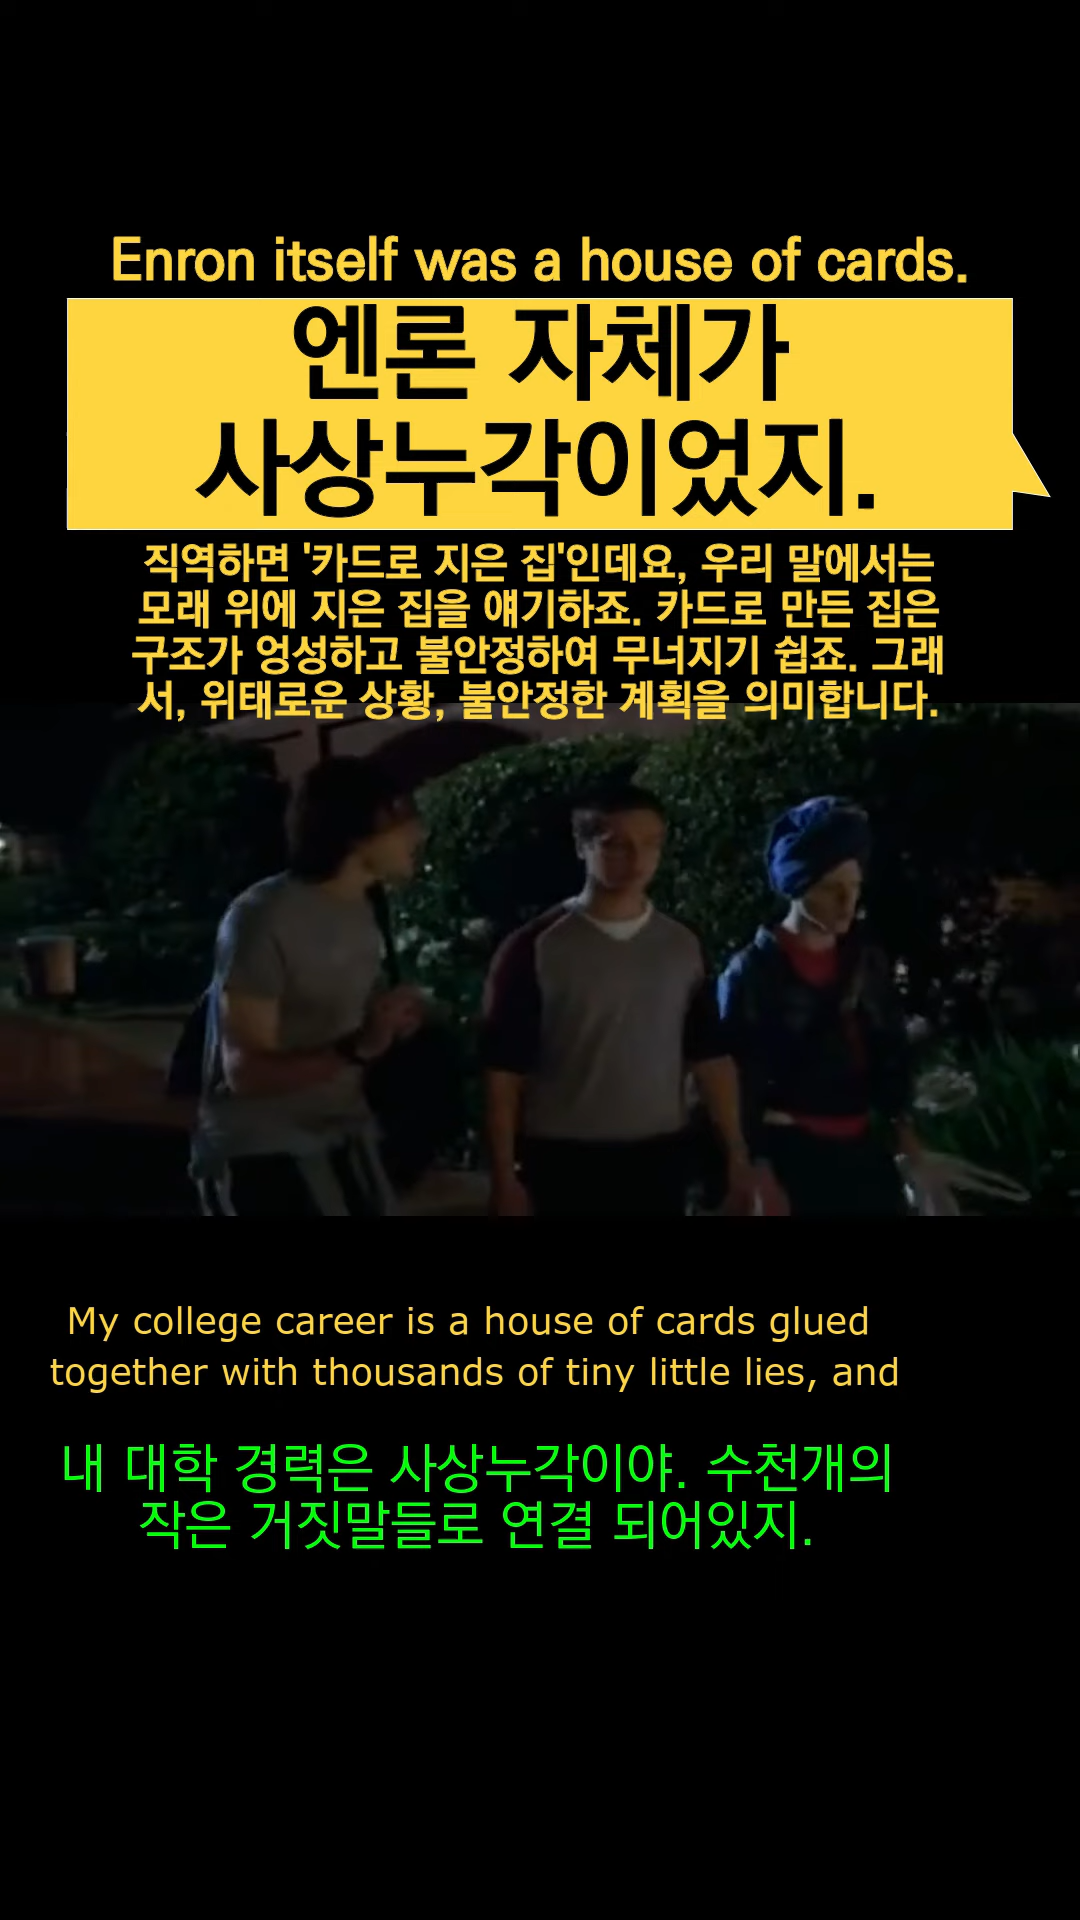 Enron itself was a house of cards.
엔론 자체가
사상누각이었지.
직역하면 '카드로 지은 집'인데요, 우리 말에서는
모래 위에 지은 집을 얘기하죠. 카드로 만든 집은
구조가 엉성하고 불안정하여 무너지기 쉽죠. 그래
서, 위태로운 상황, 불안정한 계획을 의미합니다.
My college career is a house of cards glued
together with thousands of tiny little lies, and
내 대학 경력은 사상누각이야. 수천개의
작은 거짓말들로 연결 되어있지.